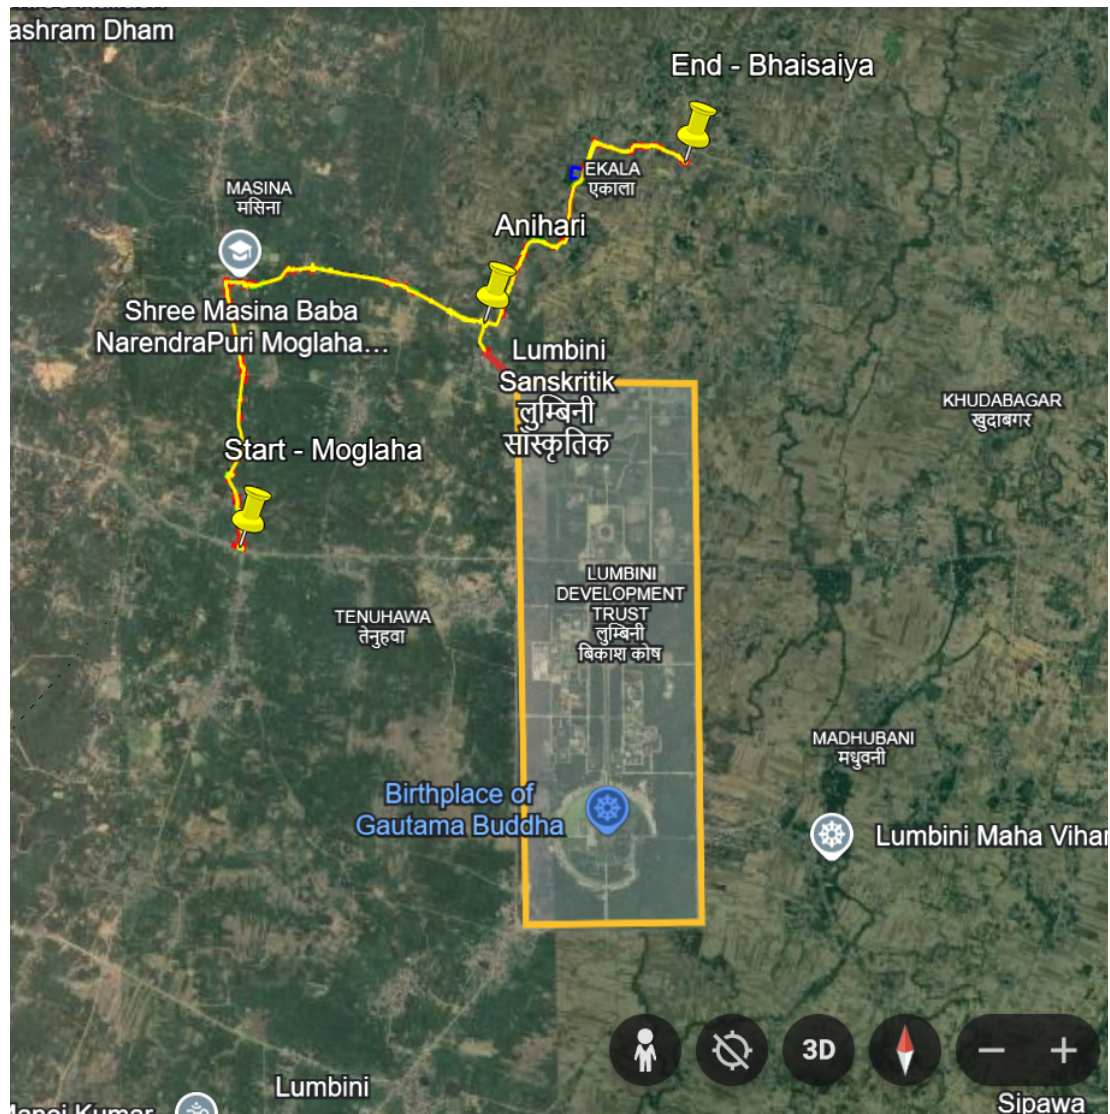 ashram Dham
End - Bhaisaiya
EKALA
एकाला
MASINA
मसिना
Anihari
Shree Masina Baba
NarendraPuri Moglaha...
Lumbini
Sanskritik
लुम्बिनी
सांस्कृतिक
KHUDABAGAR
खुदाबगर
Start - Moglaha
LUMBINI
DEVELOPMENT
TRUST
लुम्बिनी
बिकाश कोष
TENUHAWA
तेनुहवा
MADHUBANI
मधुवनी
Birthplace of
Gautama Buddha
Lumbini Maha Vihar
3D
Lumbini
Sipawa
Manoj Kumar